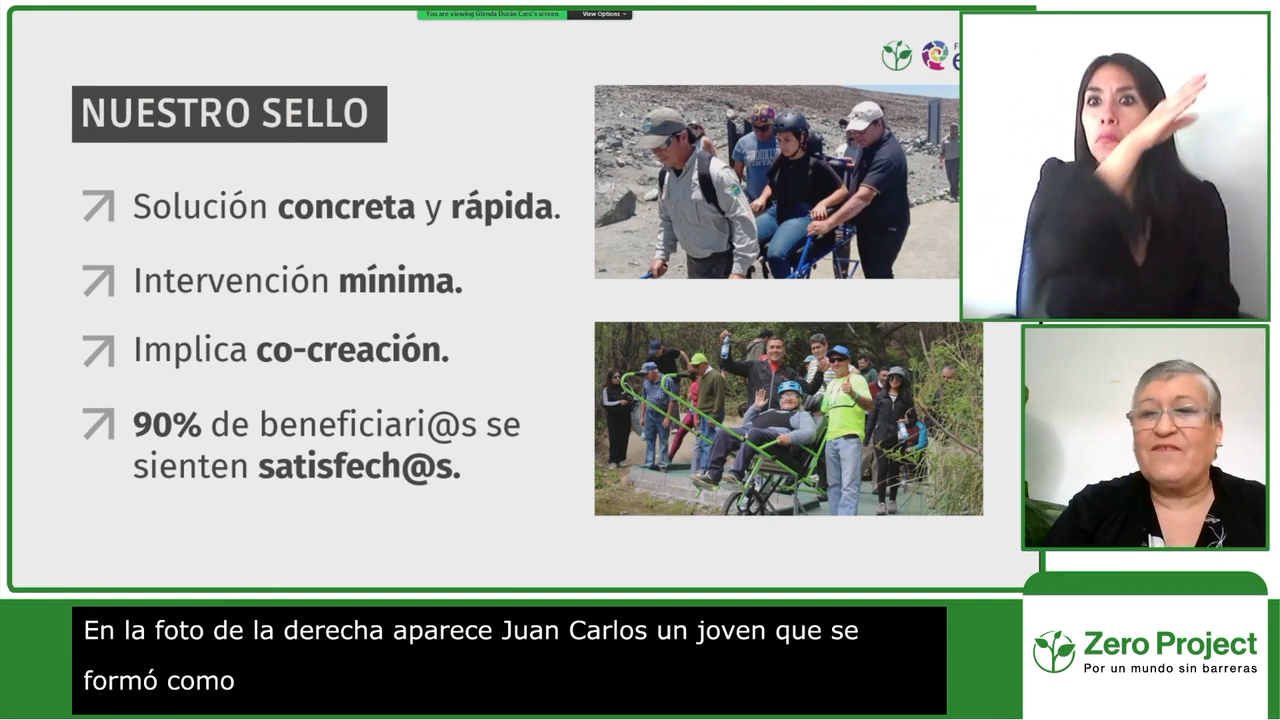 You are viewing Glenda Durán Caro's screen
View Options
NUESTRO SELLO
Solución concreta y rápida.
Intervención mínima.
Implica co-creación.
90% de beneficiari@s se
sienten satisfech@s.
BROOKLYN
En la foto de la derecha aparece Juan Carlos un joven que se
formó como
Zero Project
Por un mundo sin barreras